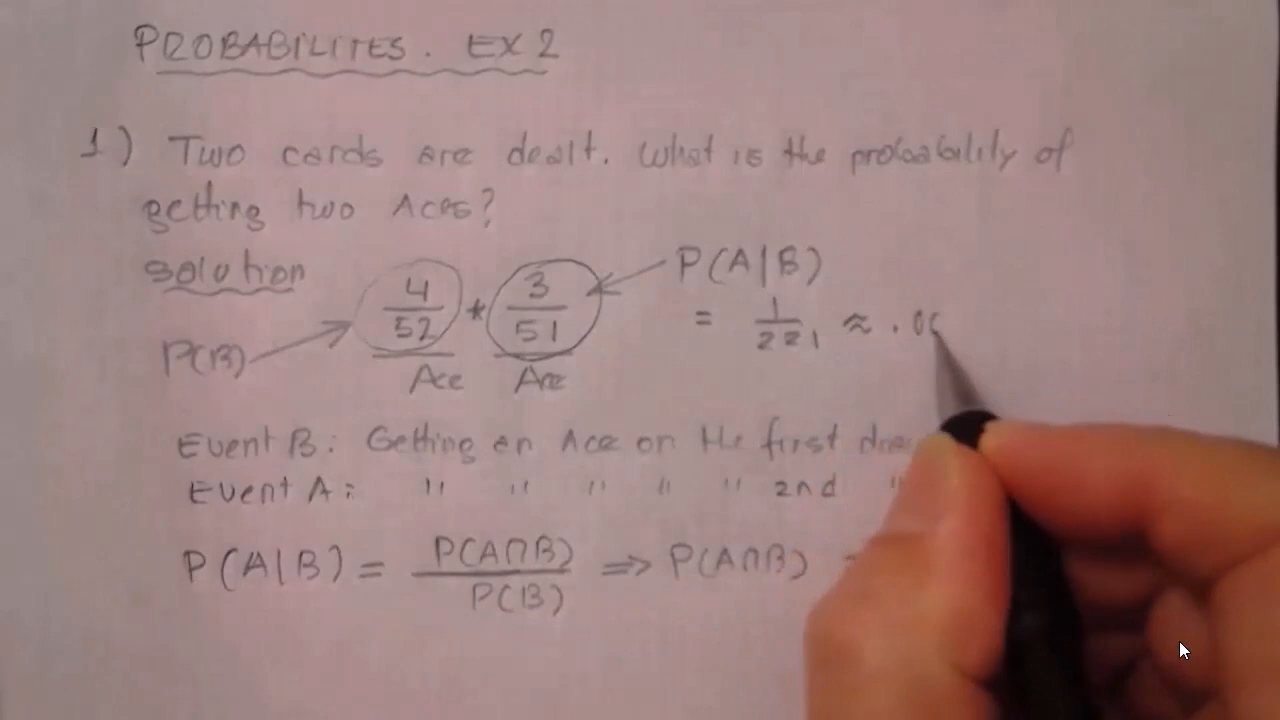 PROBABILITES. EX 2
1) Two cards are dealt. What is the probability of
getting two Aces?
Solution
4/52 * 3/51
P(A|B)
= 1/221 ≈ .00
P(B)
Ace Ace
Event B: Getting an Ace on the first
Event A: " " " " " 2nd "
P(A|B) = P(A∩B)/P(B) ⇒ P(A∩B)